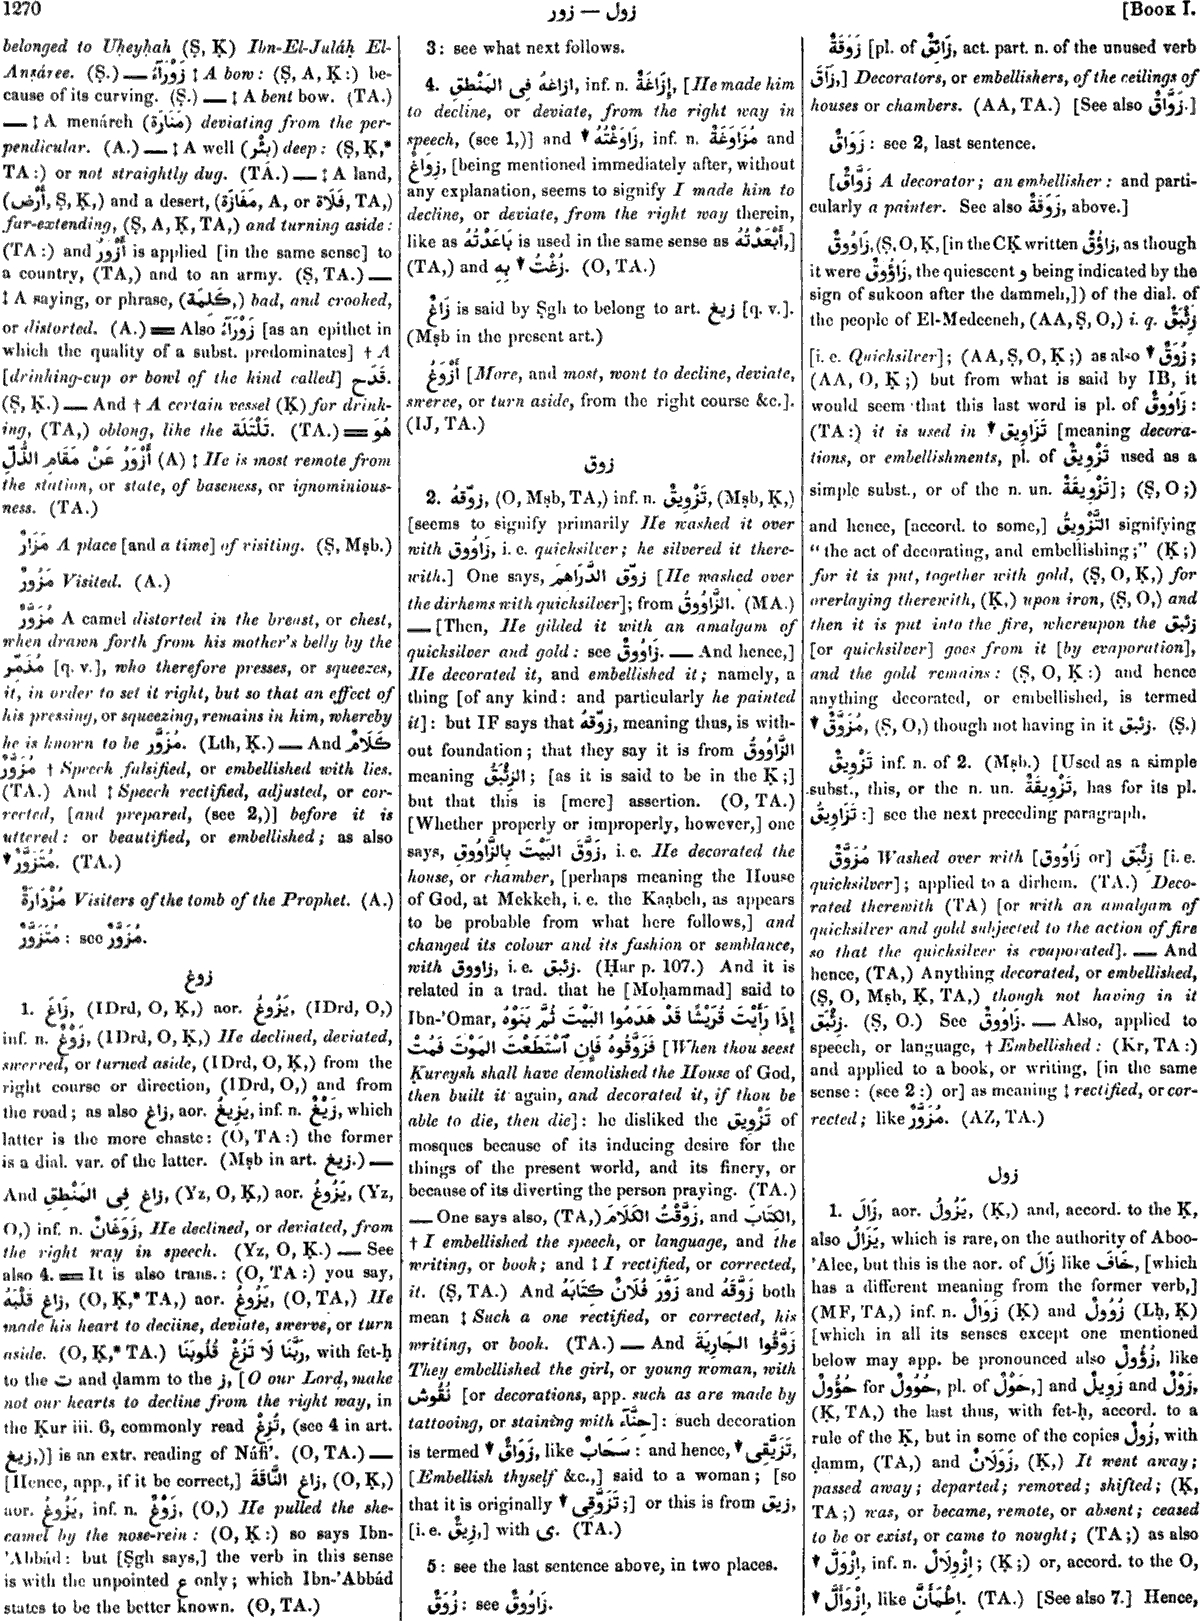 1270
زور — زول
[Book I.
belonged to Uḥeyḥah (Ṣ, Ḳ) Ibn-El-Juláḥ El-
Anṣáree. (Ṣ.) — زَوْرَآءُ ‡ A bow: (Ṣ, A, Ḳ:) be-
cause of its curving. (Ṣ.) — ‡ A bent bow. (TA.)
— ‡ A menáreh (مَنَارَة) deviating from the per-
pendicular. (A.) — ‡ A well (بِئْر) deep: (Ṣ, Ḳ,*
TA:) or not straightly dug. (TA.) — ‡ A land,
(أَرْض, Ṣ, Ḳ,) and a desert, (مَفَازَة, A, or فَلَاة, TA,)
far-extending, (Ṣ, A, Ḳ, TA,) and turning aside:
(TA:) and أَزْوَرُ is applied [in the same sense] to
a country, (TA,) and to an army. (Ṣ, TA.) —
‡ A saying, or phrase, (كَلِمَة,) bad, and crooked,
or distorted. (A.) = Also زَوْرَآءُ [as an epithet in
which the quality of a subst. predominates] † A
[drinking-cup or bowl of the kind called] قَدَح.
(Ṣ, Ḳ.) — And † A certain vessel (Ḳ) for drink-
ing, (TA,) oblong, like the تَلْتَلَة. (TA.) = هُوَ
أَزْوَرُ عَنْ مَقَامِ الذُّلِّ (A) ‡ He is most remote from
the station, or state, of baseness, or ignominious-
ness. (TA.)
مَزَارٌ A place [and a time] of visiting. (Ṣ, Mṣb.)
مَزُورٌ Visited. (A.)
مُزَوَّرٌ A camel distorted in the breast, or chest,
when drawn forth from his mother's belly by the
مُذَمِّر [q. v.], who therefore presses, or squeezes,
it, in order to set it right, but so that an effect of
his pressing, or squeezing, remains in him, whereby
he is known to be مُزَوَّر. (Lth, Ḳ.) — And كَلَامٌ
مُزَوَّرٌ † Speech falsified, or embellished with lies.
(TA.) And ‡ Speech rectified, adjusted, or cor-
rected, [and prepared, (see 2,)] before it is
uttered: or beautified, or embellished; as also
▼ مُتَزَوَّرٌ. (TA.)
مُزْدَارَةٌ Visiters of the tomb of the Prophet. (A.)
مُتَزَوَّرٌ: see مُزَوَّرٌ.
زوغ
1. زَاغَ, (IDrd, O, Ḳ,) aor. يَزُوغُ, (IDrd, O,)
inf. n. زَوْغٌ, (IDrd, O, Ḳ,) He declined, deviated,
swerved, or turned aside, (IDrd, O, Ḳ,) from the
right course or direction, (IDrd, O,) and from
the road; as also زاغ, aor. يَزِيغُ, inf. n. زَيْغٌ, which
latter is the more chaste: (O, TA:) the former
is a dial. var. of the latter. (Mṣb in art. زيغ.) —
And زاغ فِى المَنْطِقِ, (Yz, O, Ḳ,) aor. يَزُوغُ, (Yz,
O,) inf. n. زَوَغَانٌ, He declined, or deviated, from
the right way in speech. (Yz, O, Ḳ.) — See
also 4. = It is also trans.: (O, TA:) you say,
زاغ قَلْبَهُ, (O, Ḳ,* TA,) aor. يَزُوغُ, (O, TA,) He
made his heart to decline, deviate, swerve, or turn
aside. (O, Ḳ,* TA.) رَبَّنَا لَا تَزُغْ قُلُوبَنَا, with fet-ḥ
to the ت and ḍamm to the ز, [O our Lord, make
not our hearts to decline from the right way, in
the Ḳur iii. 6, commonly read تُزِغْ, (see 4 in art.
زيغ,)] is an extr. reading of Náfi'. (O, TA.) —
[Hence, app., if it be correct,] زاغ النَّاقَةَ, (O, Ḳ,)
aor. يَزُوغُ, inf. n. زَوْغٌ, (O,) He pulled the she-
camel by the nose-rein: (O, Ḳ:) so says Ibn-
'Abbád: but [Ṣgh says,] the verb in this sense
is with the unpointed ع only; which Ibn-'Abbád
states to be the better known. (O, TA.)
3: see what next follows.
4. ازاغهُ فِى المَنْطِقِ, inf. n. إِزَاغَةٌ, [He made him
to decline, or deviate, from the right way in
speech, (see 1,)] and ▼ زَاوَغْتُهُ, inf. n. مُزَاوَغَةٌ and
زِوَاغٌ, [being mentioned immediately after, without
any explanation, seems to signify I made him to
decline, or deviate, from the right way therein,
like as بَاعَدْتُهُ is used in the same sense as أَبْعَدْتُهُ,]
(TA,) and ▼ زُغْتُ بِهِ. (O, TA.)
زَاغٌ is said by Ṣgh to belong to art. زيغ [q. v.].
(Mṣb in the present art.)
أَزْوَغُ [More, and most, wont to decline, deviate,
swerve, or turn aside, from the right course &c.].
(IJ, TA.)
زوق
2. زوّقهُ, (O, Mṣb, TA,) inf. n. تَزْوِيقٌ, (Mṣb, Ḳ,)
[seems to signify primarily He washed it over
with زَاوُوق, i. e. quicksilver; he silvered it there-
with.] One says, زوّق الدَّرَاهِمَ [He washed over
the dirhems with quicksilver]; from الزَّاوُوقُ. (MA.)
— [Then, He gilded it with an amalgam of
quicksilver and gold: see زَاوُوقٌ. — And hence,]
He decorated it, and embellished it; namely, a
thing [of any kind: and particularly he painted
it]: but IF says that زوّقهُ, meaning thus, is with-
out foundation; that they say it is from الزَّاوُوقُ
meaning الزِئْبَقُ; [as it is said to be in the Ḳ;]
but that this is [mere] assertion. (O, TA.)
[Whether properly or improperly, however,] one
says, زَوَّقَ البَيْتَ بِالزَّاوُوقِ, i. e. He decorated the
house, or chamber, [perhaps meaning the House
of God, at Mekkeh, i. e. the Kaạbeh, as appears
to be probable from what here follows,] and
changed its colour and its fashion or semblance,
with زاووق, i. e. زئبق. (Ḥar p. 107.) And it is
related in a trad. that he [Moḥammad] said to
Ibn-'Omar, إِذَا رَأَيْتَ قُرَيْشًا قَدْ هَدَمُوا البَيْتَ ثُمَّ بَنَوْهُ
فَزَوَّقُوهُ فَإِنِ ٱسْتَطَعْتَ المَوْتَ فَمُتْ [When thou seest
Ḳureysh shall have demolished the House of God,
then built it again, and decorated it, if thou be
able to die, then die]: he disliked the تَزْوِيق of
mosques because of its inducing desire for the
things of the present world, and its finery, or
because of its diverting the person praying. (TA.)
— One says also, (TA,) زَوَّقْتُ الكَلَامَ, and الكِتَابَ,
† I embellished the speech, or language, and the
writing, or book; and ‡ I rectified, or corrected,
it. (Ṣ, TA.) And زَوَّرَ فُلَانٌ كِتَابَهُ and زَوَّقَهُ both
mean ‡ Such a one rectified, or corrected, his
writing, or book. (TA.) — And زَوَّقُوا الجَارِيَةَ
They embellished the girl, or young woman, with
نُقُوش [or decorations, app. such as are made by
tattooing, or staining with حِنَّآء]: such decoration
is termed ▼ زَوَاقٌ, like سَحَابٌ: and hence, ▼ تَزَيَّقِى,
[Embellish thyself &c.,] said to a woman; [so
that it is originally ▼ تَزَوَّقِى;] or this is from زيق,
[i. e. زِيقٌ,] with ى. (TA.)
5: see the last sentence above, in two places.
زُوَقٌ: see زَاوُوقٌ.
زَوَقَةٌ [pl. of زَائِقٌ, act. part. n. of the unused verb
زَاقَ,] Decorators, or embellishers, of the ceilings of
houses or chambers. (AA, TA.) [See also زَوَّاقٌ.]
زَوَاقٌ: see 2, last sentence.
[زَوَّاقٌ A decorator; an embellisher: and parti-
cularly a painter. See also زَوَقَةٌ, above.]
زَاوُوقٌ, (Ṣ, O, Ḳ, [in the CḲ written زَاؤُقٌ, as though
it were زَاؤُوقٌ, the quiescent و being indicated by the
sign of sukoon after the dammeh,]) of the dial. of
the people of El-Medeeneh, (AA, Ṣ, O,) i. q. زِئْبَقٌ
[i. e. Quicksilver]; (AA, Ṣ, O, Ḳ;) as also ▼ زُوَقٌ;
(AA, O, Ḳ;) but from what is said by IB, it
would seem that this last word is pl. of زَاوُوقٌ:
(TA:) it is used in ▼ تَزَاوِيق [meaning decora-
tions, or embellishments, pl. of تَزْوِيقٌ used as a
simple subst., or of the n. un. تَزْوِيقَةٌ]; (Ṣ, O;)
and hence, [accord. to some,] التَّزْوِيقُ signifying
“the act of decorating, and embellishing;” (Ḳ;)
for it is put, together with gold, (Ṣ, O, Ḳ,) for
overlaying therewith, (Ḳ,) upon iron, (Ṣ, O,) and
then it is put into the fire, whereupon the زئبق
[or quicksilver] goes from it [by evaporation],
and the gold remains: (Ṣ, O, Ḳ:) and hence
anything decorated, or embellished, is termed
▼ مُزَوَّقٌ, (Ṣ, O,) though not having in it زئبق. (Ṣ.)
تَزْوِيقٌ inf. n. of 2. (Mṣb.) [Used as a simple
subst., this, or the n. un. تَزْوِيقَةٌ, has for its pl.
تَزَاوِيقُ:] see the next preceding paragraph.
مُزَوَّقٌ Washed over with [زَاوُوق or] زِئْبَق [i. e.
quicksilver]; applied to a dirhem. (TA.) Deco-
rated therewith (TA) [or with an amalgam of
quicksilver and gold subjected to the action of fire
so that the quicksilver is evaporated]. — And
hence, (TA,) Anything decorated, or embellished,
(Ṣ, O, Mṣb, Ḳ, TA,) though not having in it
زِئْبَق. (Ṣ, O.) See زَاوُوقٌ. — Also, applied to
speech, or language, † Embellished: (Kr, TA:)
and applied to a book, or writing, [in the same
sense: (see 2:) or] as meaning ‡ rectified, or cor-
rected; like مُزَوَّرٌ. (AZ, TA.)
زول
1. زَالَ, aor. يَزُولُ, (Ḳ,) and, accord. to the Ḳ,
also يَزَالُ, which is rare, on the authority of Aboo-
'Alee, but this is the aor. of زَالَ like خَافَ, [which
has a different meaning from the former verb,]
(MF, TA,) inf. n. زَوَالٌ (Ḳ) and زُوُولٌ (Lḥ, Ḳ)
[which in all its senses except one mentioned
below may app. be pronounced also زُؤُولٌ, like
حُؤُولٌ for حُوُولٌ, pl. of حَوْلٌ,] and زَوِيلٌ and زَوْلٌ,
(Ḳ, TA,) the last thus, with fet-ḥ, accord. to a
rule of the Ḳ, but in some of the copies زُولٌ, with
ḍamm, (TA,) and زَوَلَانٌ, (Ḳ,) It went away;
passed away; departed; removed; shifted; (Ḳ,
TA;) was, or became, remote, or absent; ceased
to be or exist, or came to nought; (TA;) as also
▼ اِزْوَلَّ, inf. n. اِزْوِلَالٌ; (Ḳ;) or, accord. to the O,
▼ اِزْوَأَلَّ, like اِطْمَأَنَّ. (TA.) [See also 7.] Hence,